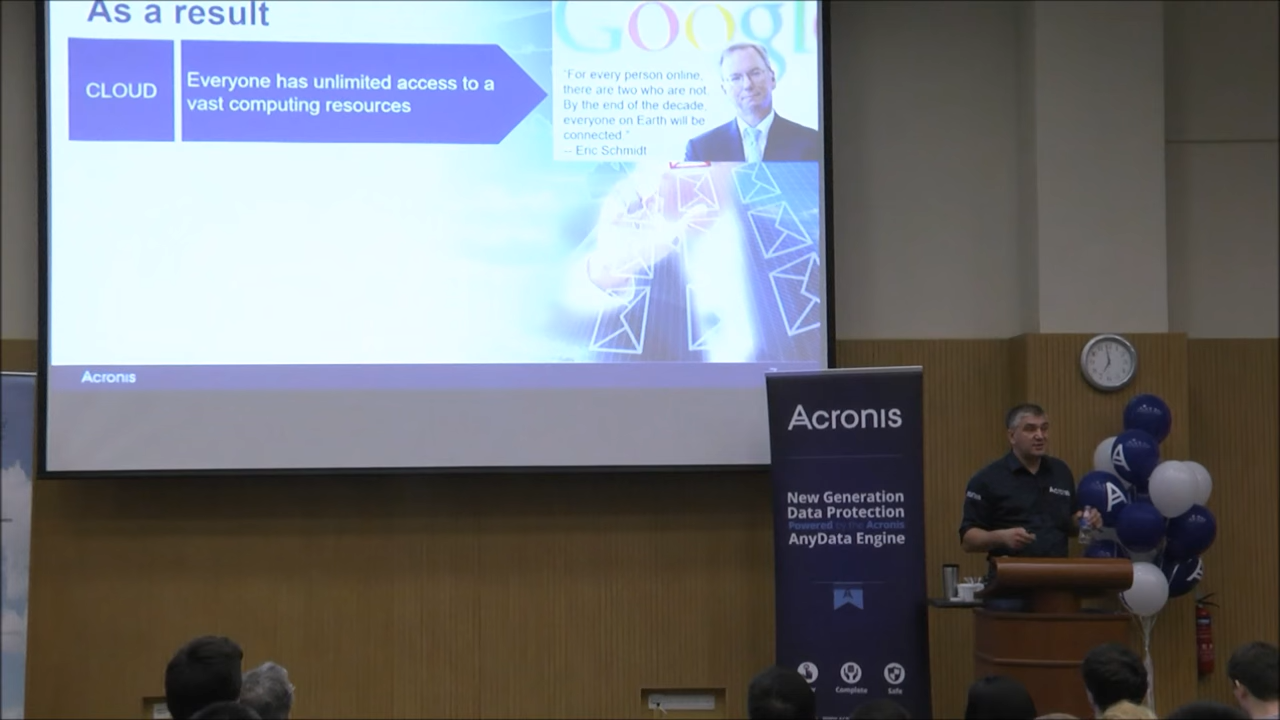 As a result
CLOUD
Everyone has unlimited access to a
vast computing resources
Google
"For every person online,
there are two who are not.
By the end of the decade,
everyone on Earth will be
connected."
-- Eric Schmidt
Acronis
Acronis
New Generation
Data Protection
Powered by the Acronis
AnyData Engine
Complete
Safe
Acronis